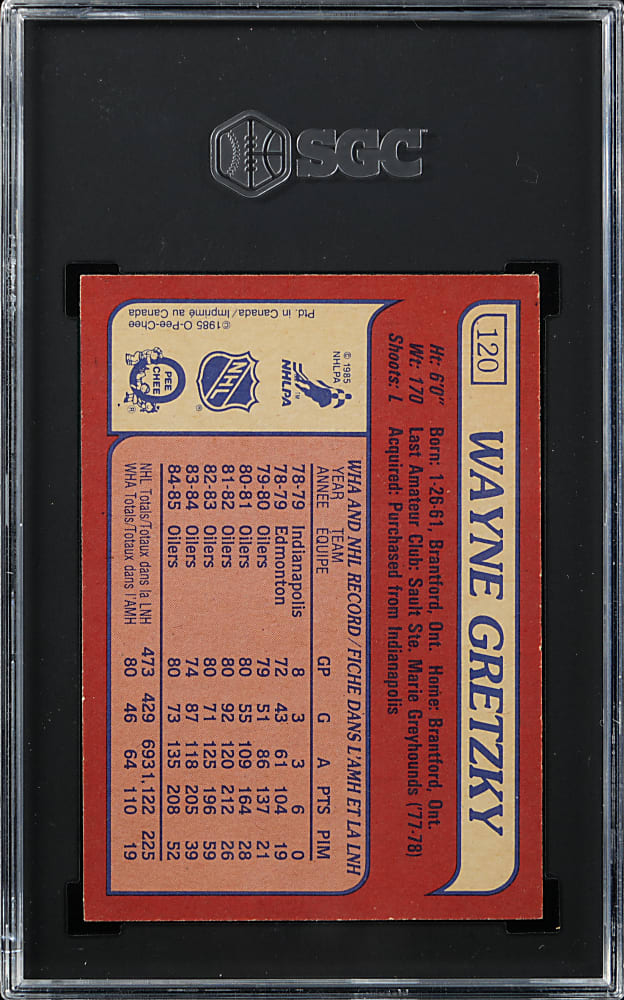 SGC
120
WAYNE GRETZKY
Ht: 6'0" Born: 1-26-61, Brantford, Ont. Home: Brantford, Ont.
Wt: 170 Last Amateur Club: Sault Ste. Marie Greyhounds ('77-78)
Shoots: L Acquired: Purchased from Indianapolis
© 1985
NHLPA
NHLPA™
NHL
®
O PEE CHEE
®
©1985 O-Pee-Chee
Ptd. in Canada/Imprimé au Canada
WHA AND NHL RECORD/FICHE DANS L'AMH ET LA LNH
YEAR TEAM
ANNÉE ÉQUIPE GP G A PTS PIM
78-79 Indianapolis 8 3 3 6 0
78-79 Edmonton 72 43 61 104 19
79-80 Oilers 79 51 86 137 21
80-81 Oilers 80 55 109 164 28
81-82 Oilers 80 92 120 212 26
82-83 Oilers 80 71 125 196 59
83-84 Oilers 74 87 118 205 39
84-85 Oilers 80 73 135 208 52
NHL Totals/Totaux dans la LNH 473 429 693 1,122 225
WHA Totals/Totaux dans l'AMH 80 46 64 110 19